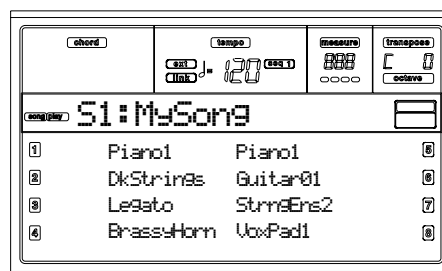 chord tempo measure transpose
ext link ♩= 120 seq 1 888 C 0
octave
song/play S1:MySong
1 Piano1 Piano1 5
2 DkStrings Guitar01 6
3 Legato StrngEns2 7
4 BrassyHorn VoxPad1 8